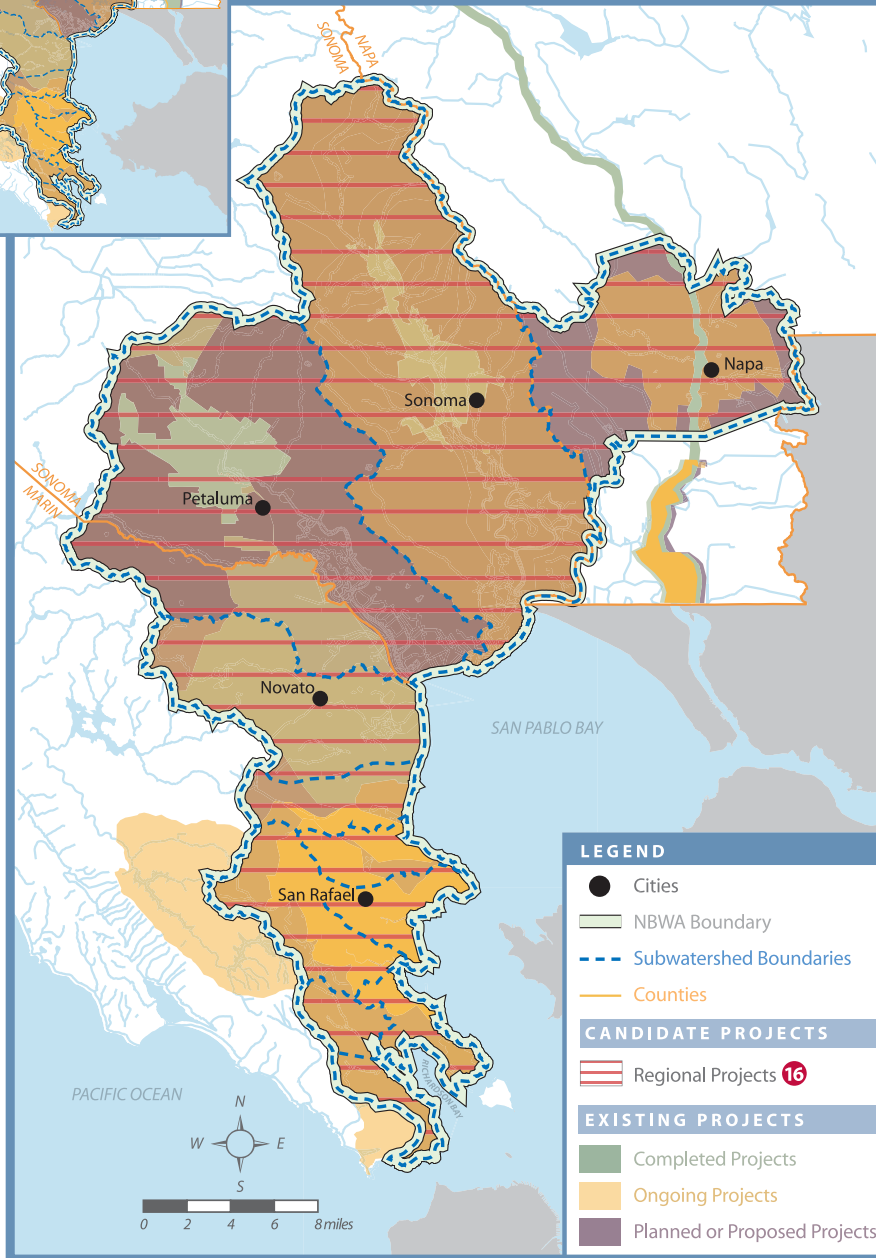 NAPA
SONOMA
Napa
Sonoma
SONOMA
MARIN
Petaluma
Novato
SAN PABLO BAY
San Rafael
RICHARDSON BAY
PACIFIC OCEAN
N
W E
S
0 2 4 6 8 miles
LEGEND
Cities
NBWA Boundary
Subwatershed Boundaries
Counties
CANDIDATE PROJECTS
Regional Projects 16
EXISTING PROJECTS
Completed Projects
Ongoing Projects
Planned or Proposed Projects